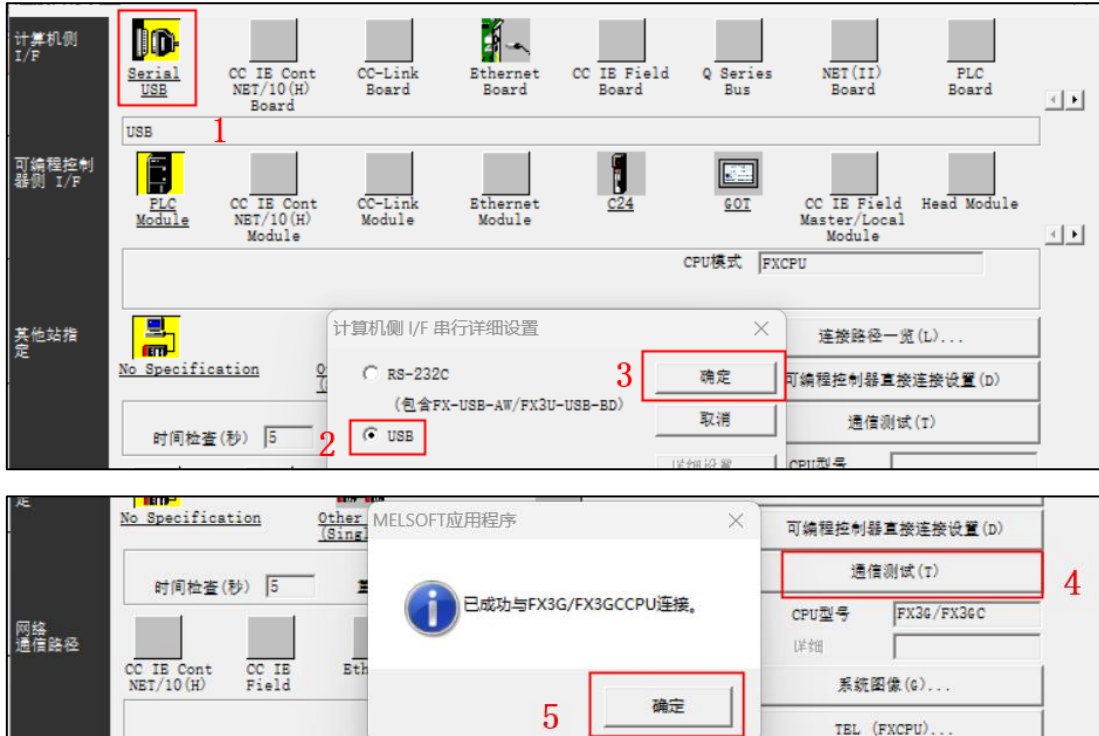 计算机侧
I/F
Serial
USB
CC IE Cont
NET/10(H)
Board
CC-Link
Board
Ethernet
Board
CC IE Field
Board
Q Series
Bus
NET(II)
Board
PLC
Board
USB
1
可编程控制
器侧 I/F
PLC
Module
CC IE Cont
NET/10(H)
Module
CC-Link
Module
Ethernet
Module
C24
GOT
CC IE Field
Master/Local
Module
Head Module
CPU模式
FXCPU
其他站指
定
No Specification
时间检查(秒)
5
计算机侧 I/F 串行详细设置
RS-232C
(包含FX-USB-AW/FX3U-USB-BD)
2
USB
3
确定
取消
详细设置
连接路径一览(L)...
可编程控制器直接连接设置(D)
通信测试(T)
CPU型号
定
No Specification
Other
(Singl
时间检查(秒)
5
MELSOFT应用程序
已成功与FX3G/FX3GCCPU连接。
确定
5
可编程控制器直接连接设置(D)
通信测试(T)
4
CPU型号
FX3G/FX3GC
详细
系统图像(G)...
TEL (FXCPU)...
网络
通信路径
CC IE Cont
NET/10(H)
CC IE
Field
Eth